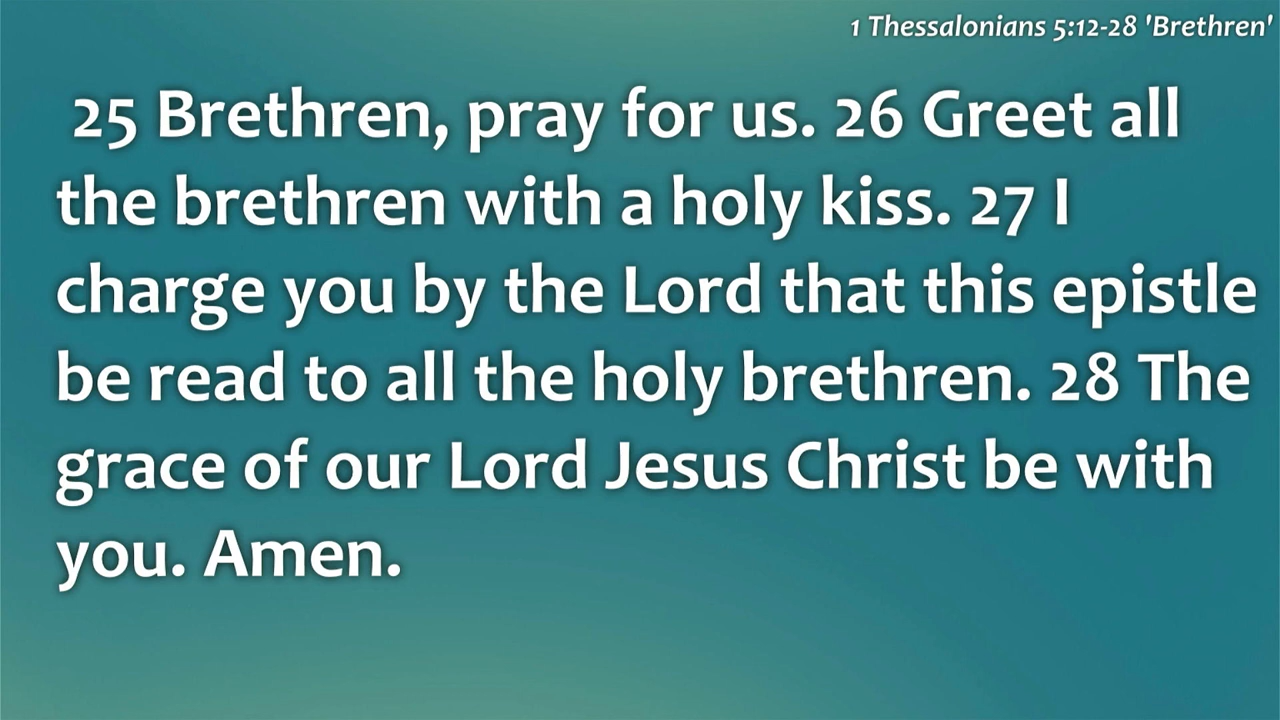 1 Thessalonians 5:12-28 'Brethren'
25 Brethren, pray for us. 26 Greet all
the brethren with a holy kiss. 27 I
charge you by the Lord that this epistle
be read to all the holy brethren. 28 The
grace of our Lord Jesus Christ be with
you. Amen.